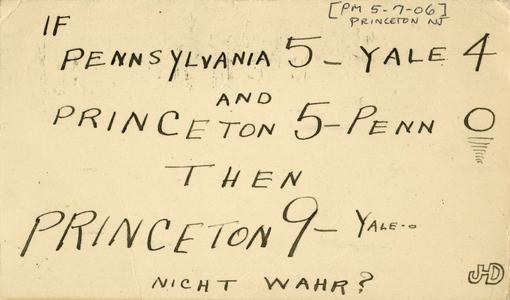 [PM 5-7-06]
PRINCETON NJ
IF
PENNSYLVANIA 5 - YALE 4
AND
PRINCETON 5 - PENN 0
THEN
PRINCETON 9 - YALE --o
NICHT WAHR?
JHD